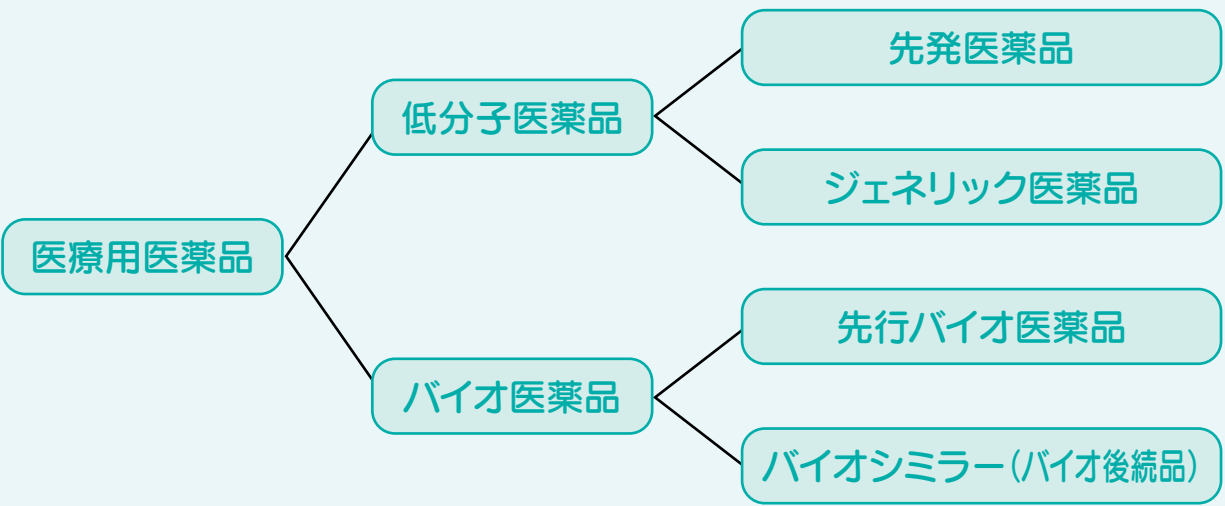 医療用医薬品
低分子医薬品
先発医薬品
ジェネリック医薬品
バイオ医薬品
先行バイオ医薬品
バイオシミラー(バイオ後続品)